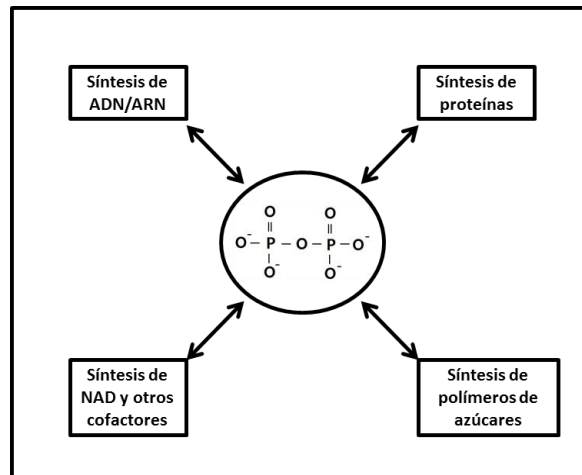 Síntesis de
ADN/ARN
Síntesis de
proteínas
O O
|| ||
O⁻ – P – O – P – O⁻
| |
O⁻ O⁻
Síntesis de
NAD y otros
cofactores
Síntesis de
polímeros de
azúcares